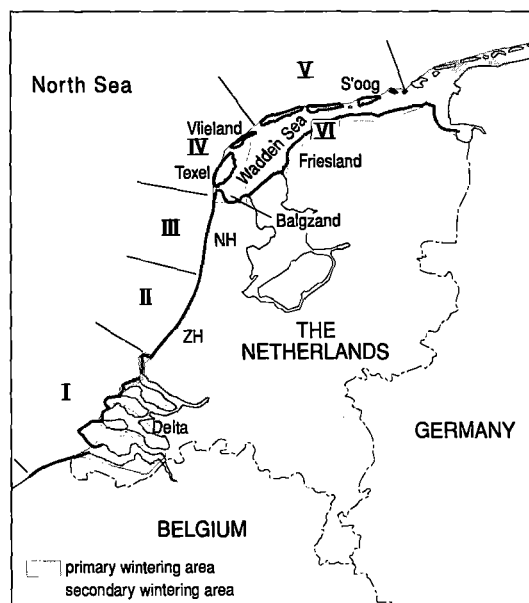 V
North Sea
S'oog
Vlieland
IV
Wadden Sea
VI
Texel
Friesland
Balgzand
III
NH
II
ZH
THE
NETHERLANDS
I
Delta
GERMANY
BELGIUM
primary wintering area
secondary wintering area